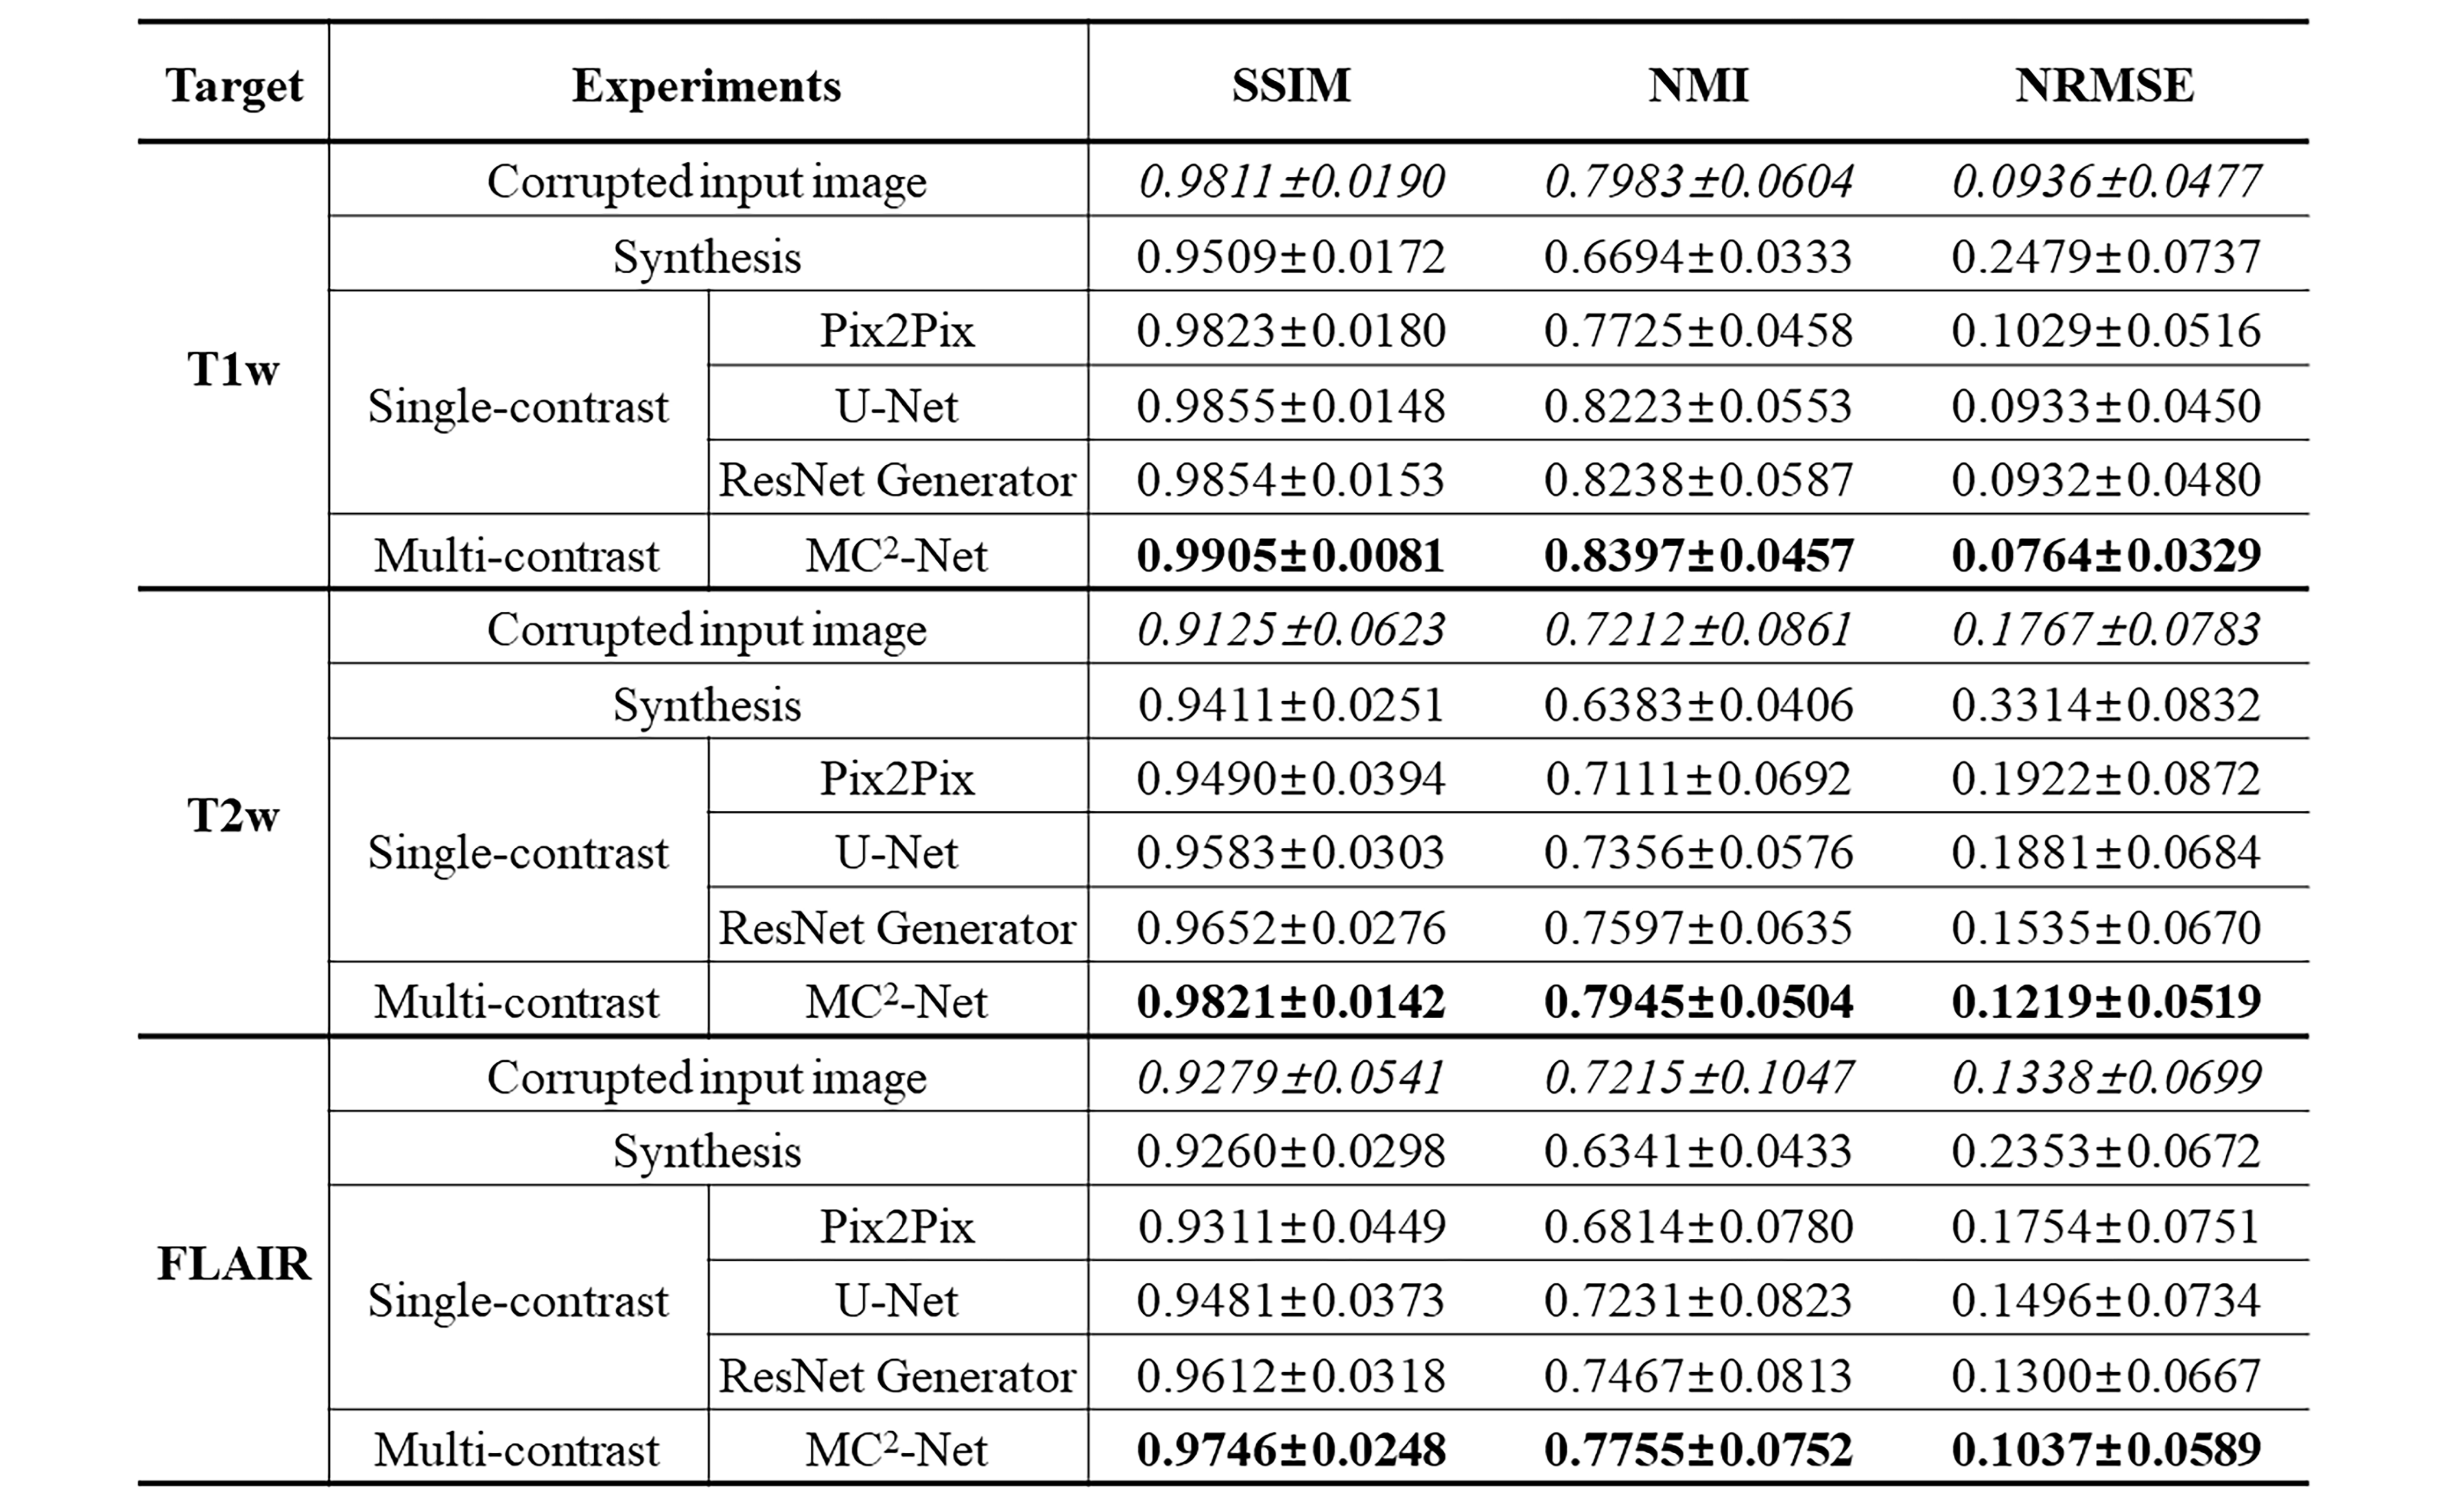 Target Experiments SSIM NMI NRMSE
Corrupted input image 0.9811±0.0190 0.7983±0.0604 0.0936±0.0477
Synthesis 0.9509±0.0172 0.6694±0.0333 0.2479±0.0737
T1w Single-contrast Pix2Pix 0.9823±0.0180 0.7725±0.0458 0.1029±0.0516
U-Net 0.9855±0.0148 0.8223±0.0553 0.0933±0.0450
ResNet Generator 0.9854±0.0153 0.8238±0.0587 0.0932±0.0480
Multi-contrast MC²-Net 0.9905±0.0081 0.8397±0.0457 0.0764±0.0329
Corrupted input image 0.9125±0.0623 0.7212±0.0861 0.1767±0.0783
Synthesis 0.9411±0.0251 0.6383±0.0406 0.3314±0.0832
T2w Single-contrast Pix2Pix 0.9490±0.0394 0.7111±0.0692 0.1922±0.0872
U-Net 0.9583±0.0303 0.7356±0.0576 0.1881±0.0684
ResNet Generator 0.9652±0.0276 0.7597±0.0635 0.1535±0.0670
Multi-contrast MC²-Net 0.9821±0.0142 0.7945±0.0504 0.1219±0.0519
Corrupted input image 0.9279±0.0541 0.7215±0.1047 0.1338±0.0699
Synthesis 0.9260±0.0298 0.6341±0.0433 0.2353±0.0672
FLAIR Single-contrast Pix2Pix 0.9311±0.0449 0.6814±0.0780 0.1754±0.0751
U-Net 0.9481±0.0373 0.7231±0.0823 0.1496±0.0734
ResNet Generator 0.9612±0.0318 0.7467±0.0813 0.1300±0.0667
Multi-contrast MC²-Net 0.9746±0.0248 0.7755±0.0752 0.1037±0.0589